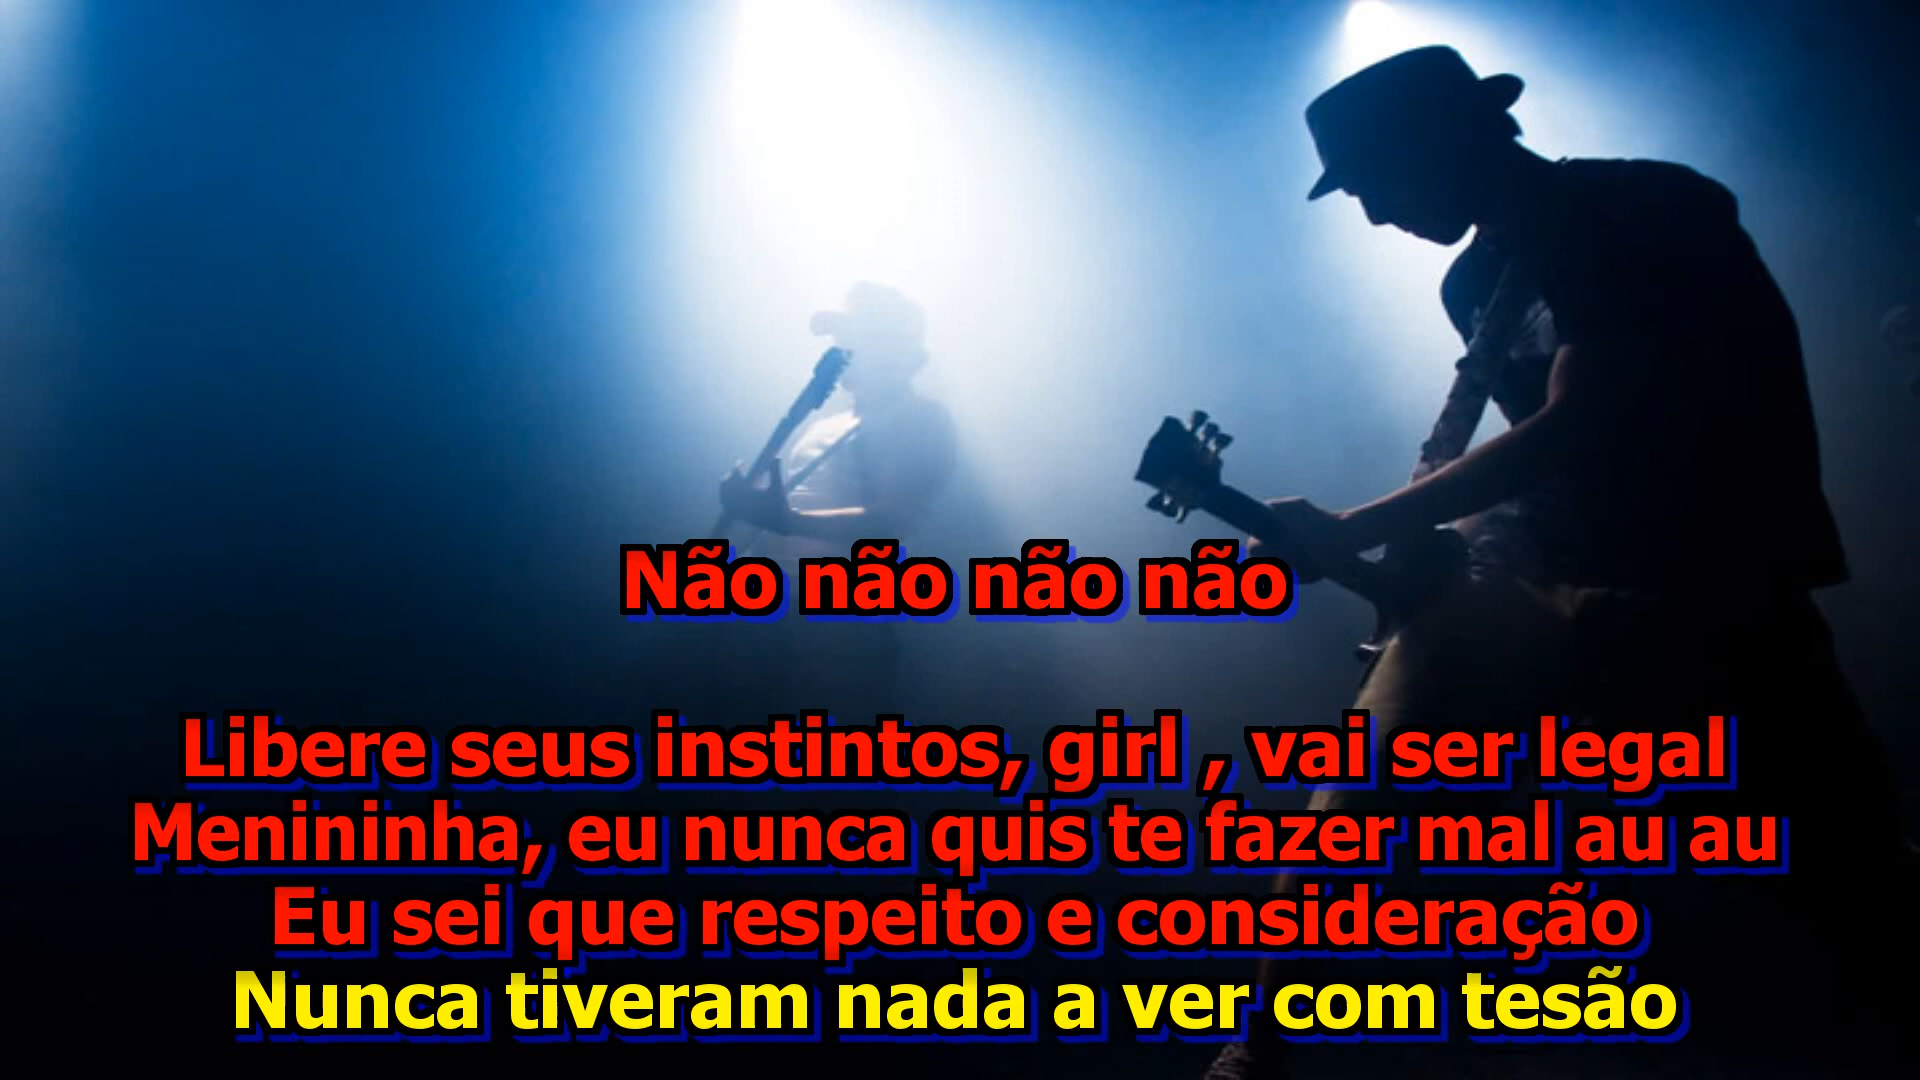 Não não não não
Libere seus instintos, girl , vai ser legal
Menininha, eu nunca quis te fazer mal au au
Eu sei que respeito e consideração
Nunca tiveram nada a ver com tesão